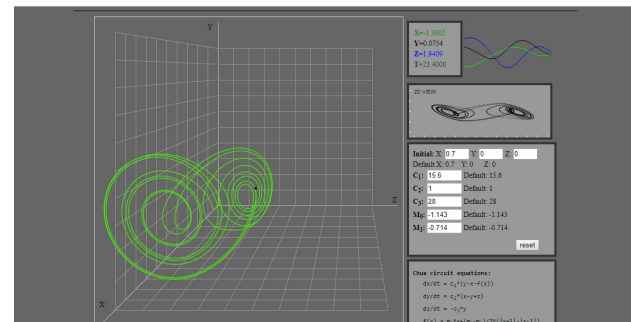 Y
Z
X
X=-1.5602
Y=0.0754
Z=1.9409
T=23.4000
2D VIEW:
Initial: X: 0.7 Y: 0 Z: 0
Default X: 0.7 Y: 0 Z: 0
C₁: 15.6 Default: 15.6
C₂: 1 Default: 1
C₃: 28 Default: 28
M₀: -1.143 Default: -1.143
M₁: -0.714 Default: -0.714
reset
Chua circuit equations:
dx/dt = c₁*(y-x-f(x))
dy/dt = c₂*(x-y+z)
dz/dt = -c₃*y